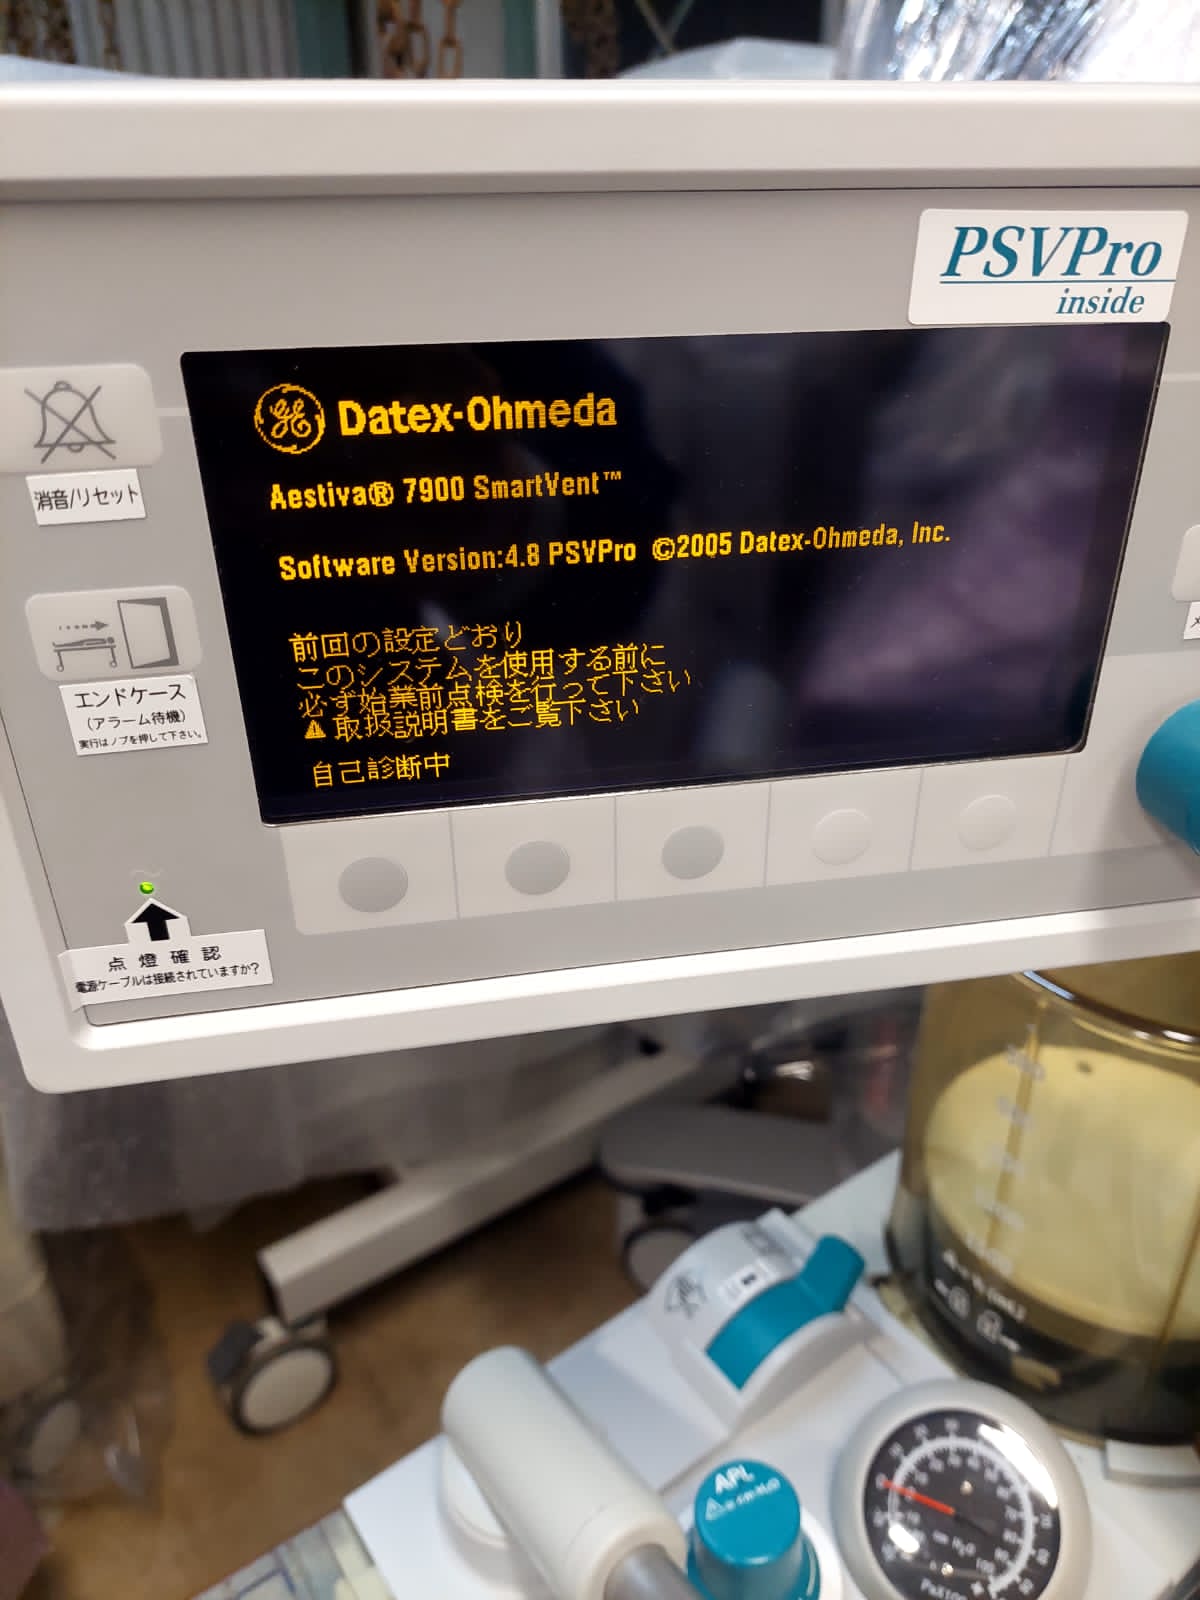 PSVPro
inside
Datex-Ohmeda
Aestiva® 7900 SmartVent™
Software Version:4.8 PSVPro ©2005 Datex-Ohmeda, Inc.
前回の設定どおり
このシステムを使用する前に
必ず始業前点検を行って下さい
⚠ 取扱説明書をご覧下さい
自己診断中
消音/リセット
エンドケース
(アラーム待機)
実行はノブを押して下さい。
点燈確認
電源ケーブルは接続されていますか?
APL